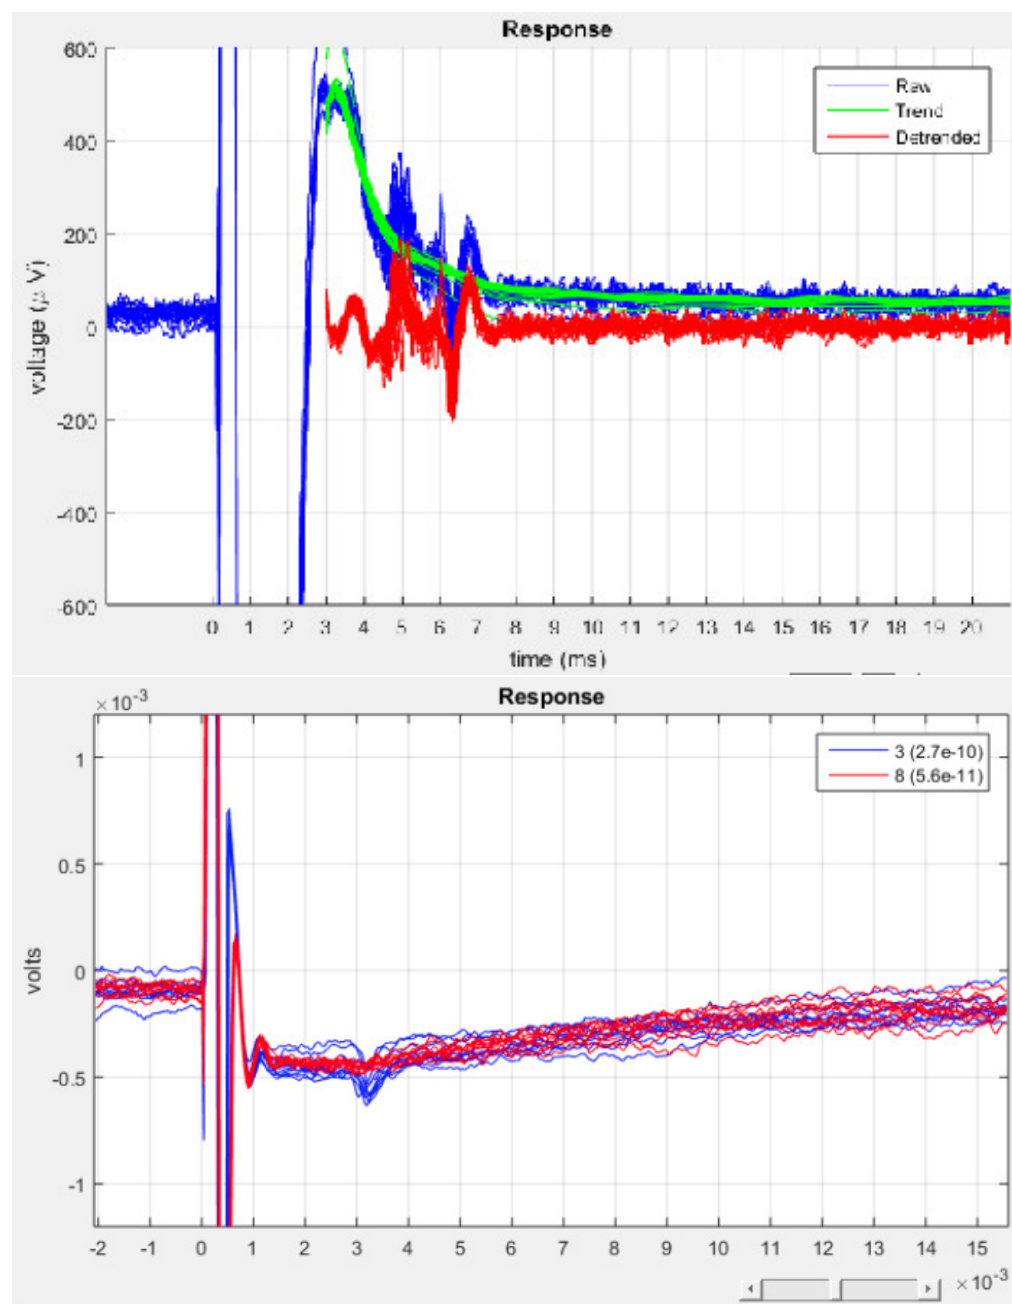 Response
600
400
200
0
-200
-400
-600
voltage (μ V)
Raw
Trend
Detrended
0 1 2 3 4 5 6 7 8 9 10 11 12 13 14 15 16 17 18 19 20
time (ms)
Response
×10-3
1
0.5
0
-0.5
-1
volts
3 (2.7e-10)
8 (5.6e-11)
-2 -1 0 1 2 3 4 5 6 7 8 9 10 11 12 13 14 15
×10-3